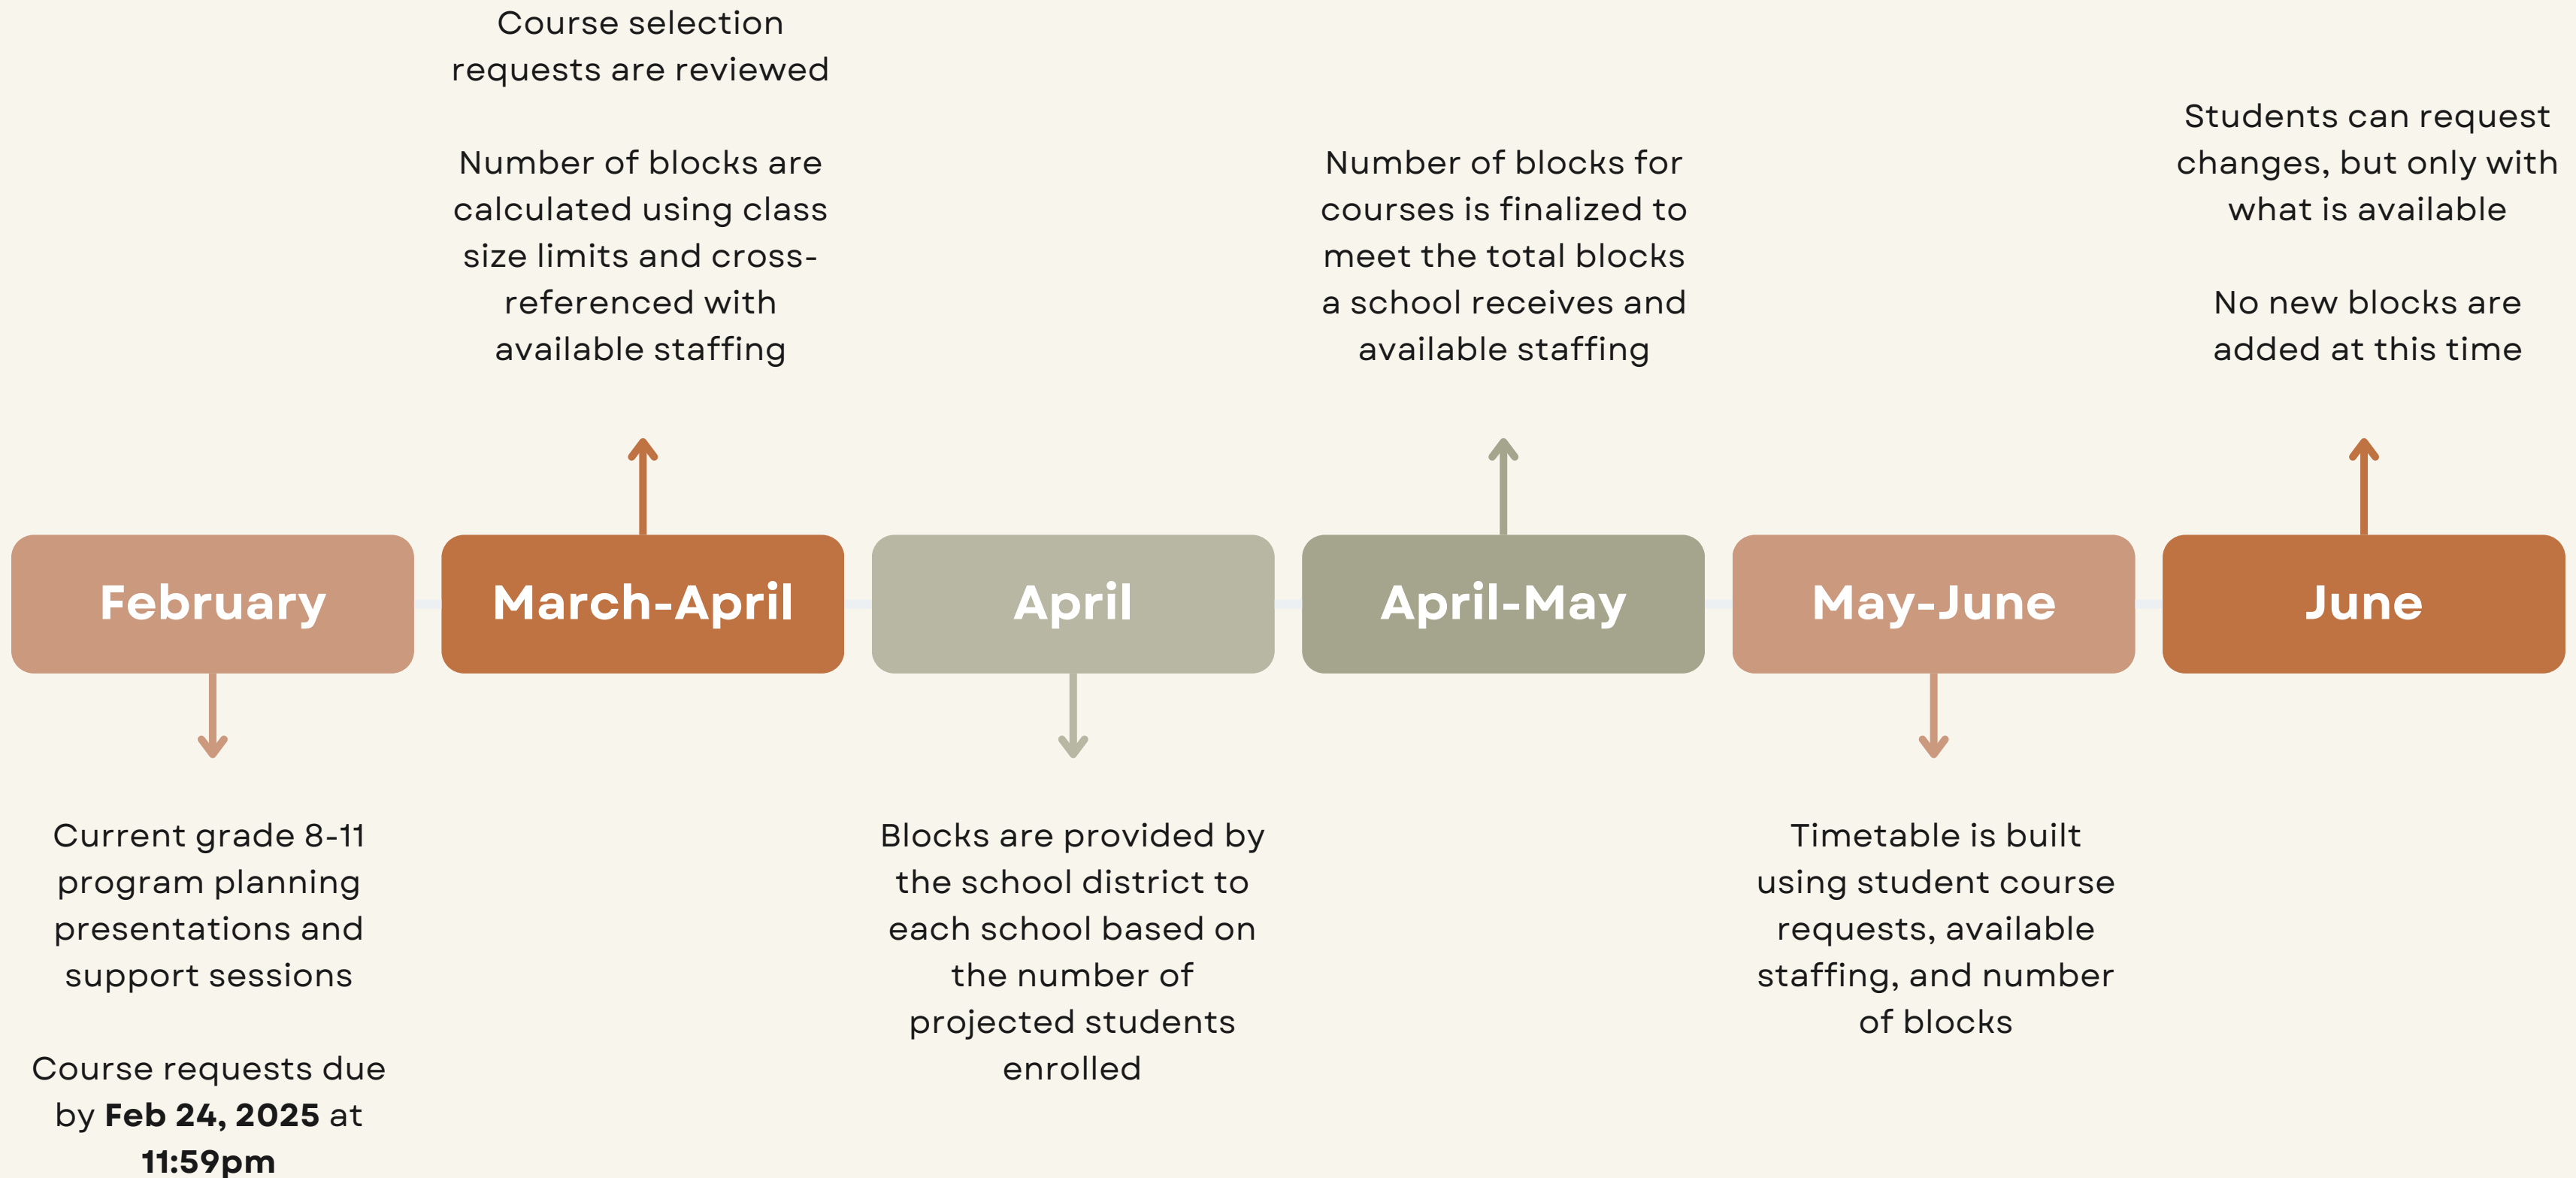 Course selection
requests are reviewed
Number of blocks are
calculated using class
size limits and cross-
referenced with
available staffing
Number of blocks for
courses is finalized to
meet the total blocks
a school receives and
available staffing
Students can request
changes, but only with
what is available
No new blocks are
added at this time
February
March-April
April
April-May
May-June
June
Current grade 8-11
program planning
presentations and
support sessions
Course requests due
by Feb 24, 2025 at
11:59pm
Blocks are provided by
the school district to
each school based on
the number of
projected students
enrolled
Timetable is built
using student course
requests, available
staffing, and number
of blocks